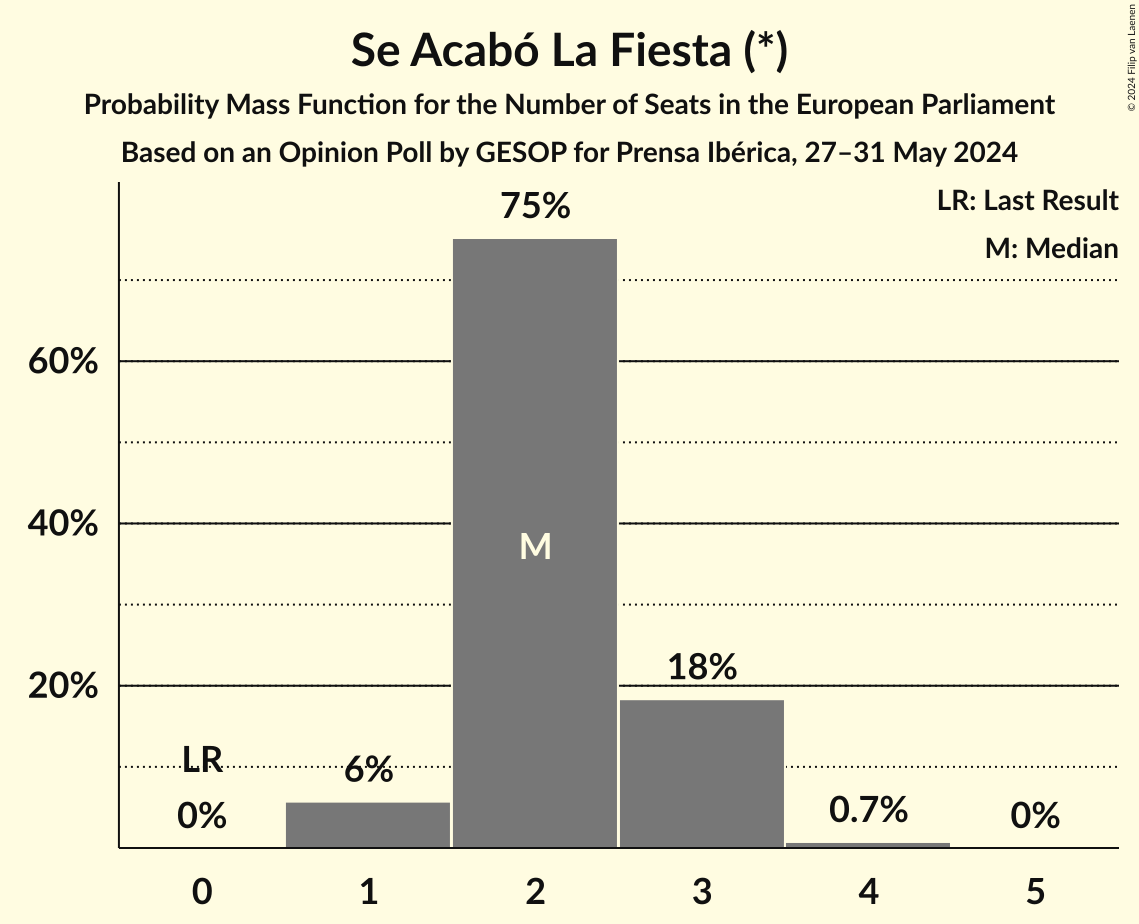 Se Acabó La Fiesta (*)
Probability Mass Function for the Number of Seats in the European Parliament
Based on an Opinion Poll by GESOP for Prensa Ibérica, 27–31 May 2024
© 2024 Filip van Laenen
LR: Last Result
M: Median
75%
60%
40%
M
18%
20%
LR
6%
0%
0.7%
0%
0 1 2 3 4 5